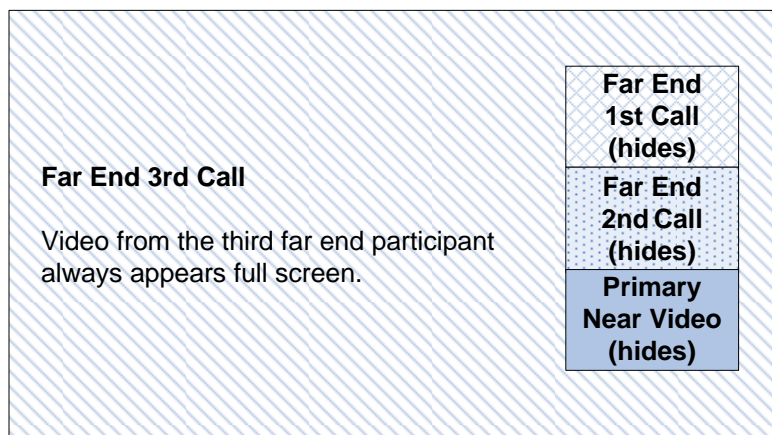 Far End 3rd Call
Video from the third far end participant
always appears full screen.
Far End
1st Call
(hides)
Far End
2nd Call
(hides)
Primary
Near Video
(hides)